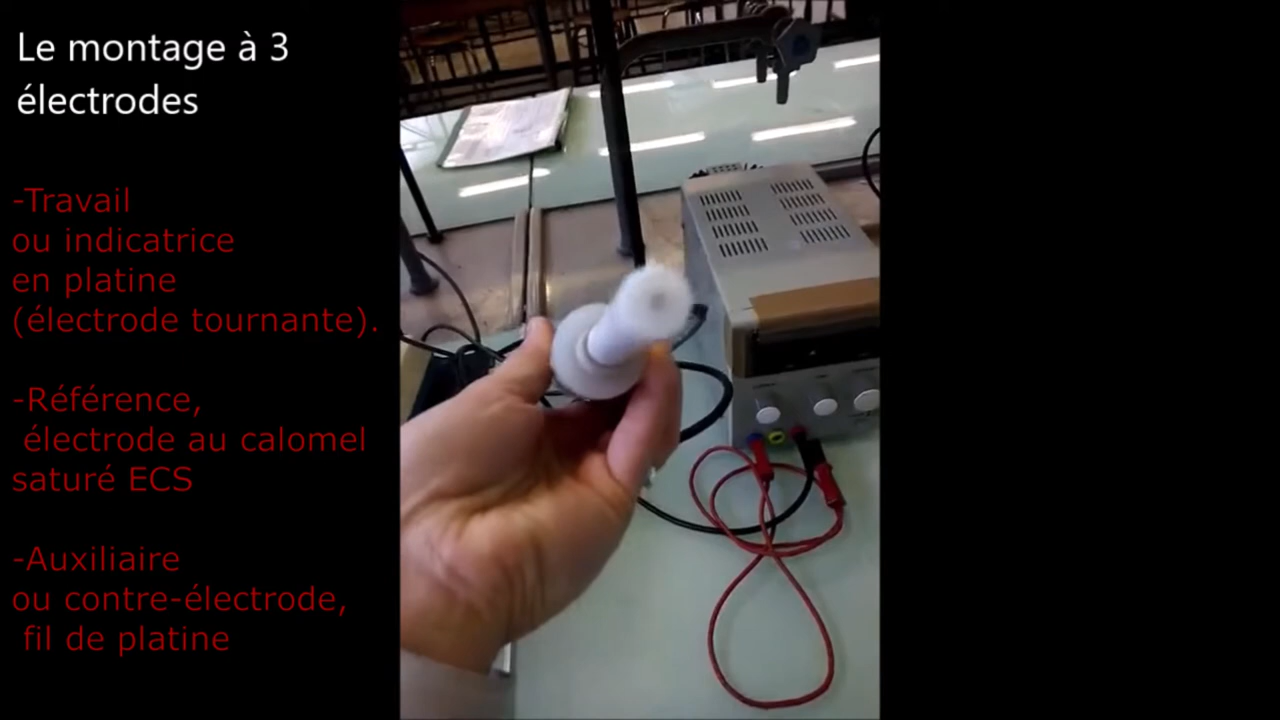 Le montage à 3
électrodes
-Travail
ou indicatrice
en platine
(électrode tournante).
-Référence,
électrode au calomel
saturé ECS
-Auxiliaire
ou contre-électrode,
fil de platine